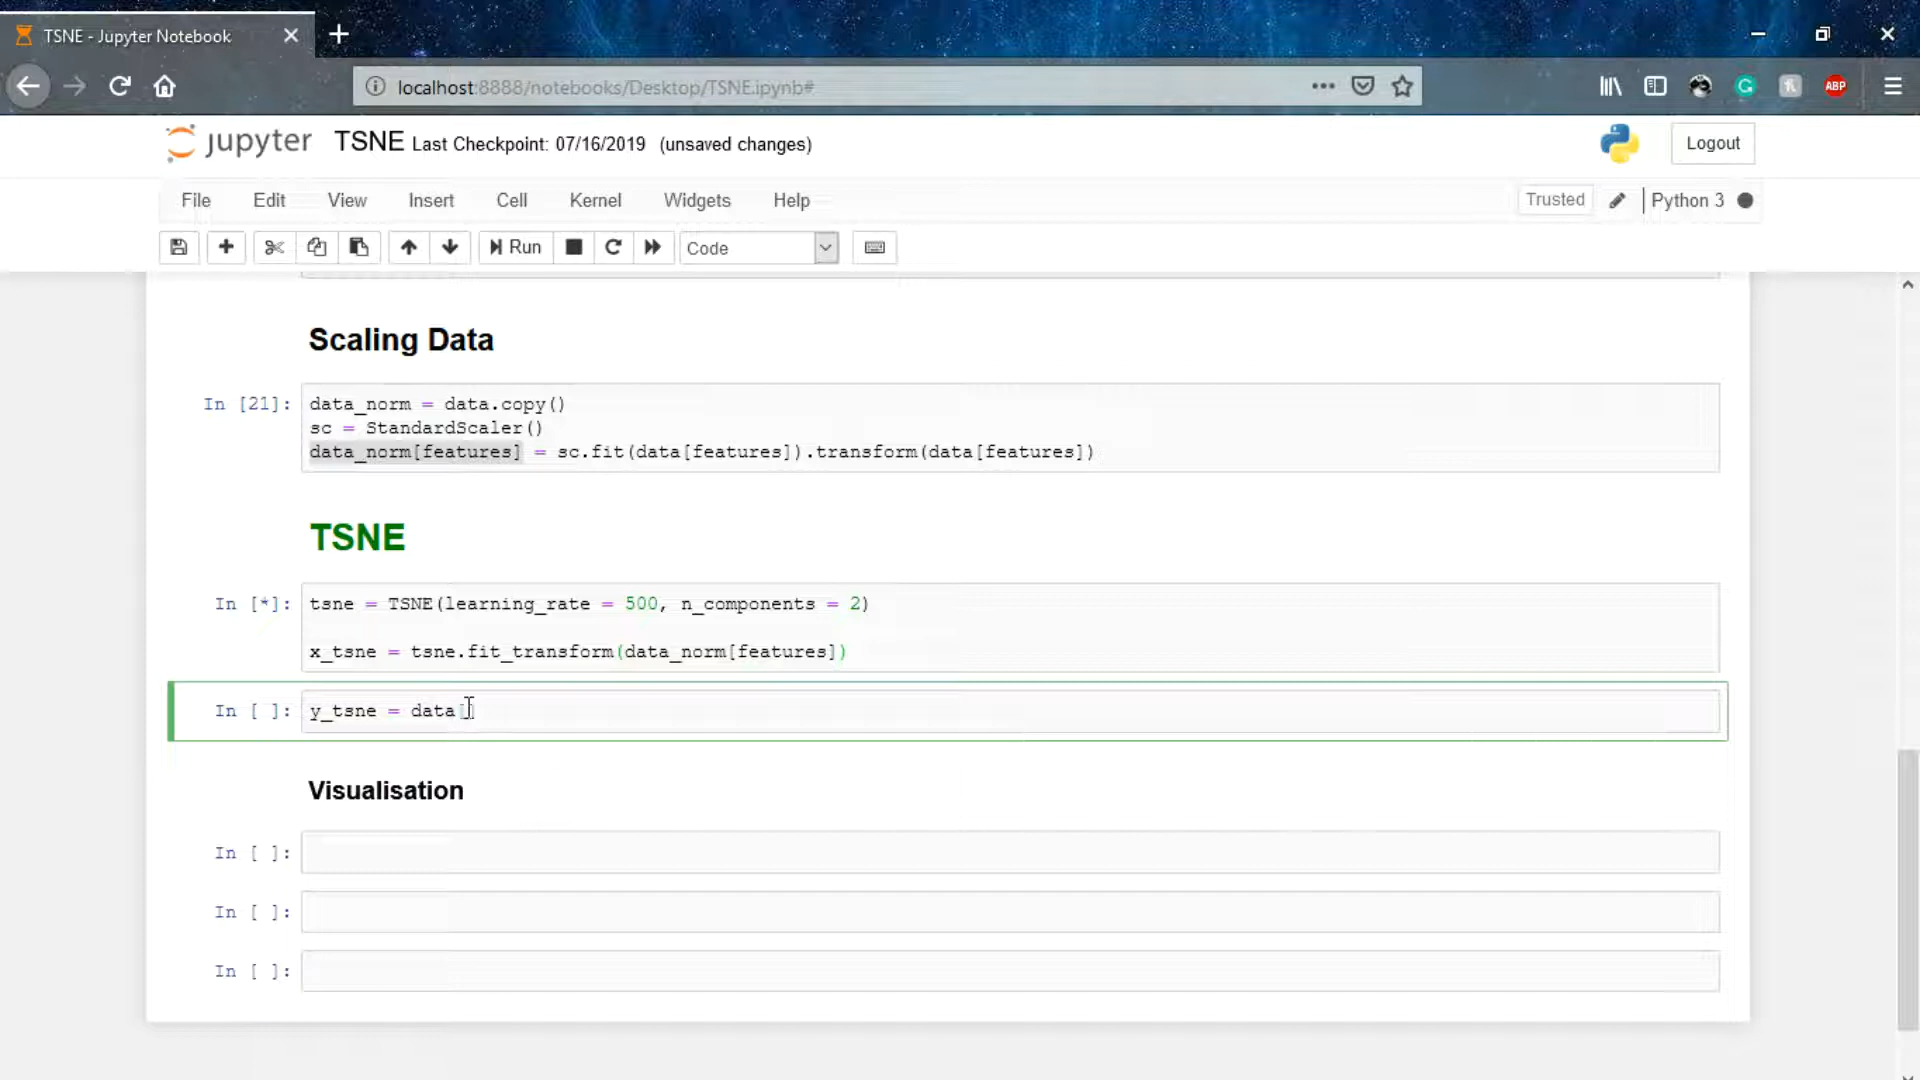 TSNE - Jupyter Notebook
localhost:8888/notebooks/Desktop/TSNE.ipynb#
ABP
jupyter TSNE Last Checkpoint: 07/16/2019 (unsaved changes)
Logout
File Edit View Insert Cell Kernel Widgets Help
Trusted
Python 3
Run
Code
Scaling Data
In [21]: data_norm = data.copy()
sc = StandardScaler()
data_norm[features] = sc.fit(data[features]).transform(data[features])
TSNE
In [*]: tsne = TSNE(learning_rate = 500, n_components = 2)
x_tsne = tsne.fit_transform(data_norm[features])
In [ ]: y_tsne = data[]
Visualisation
In [ ]:
In [ ]:
In [ ]: